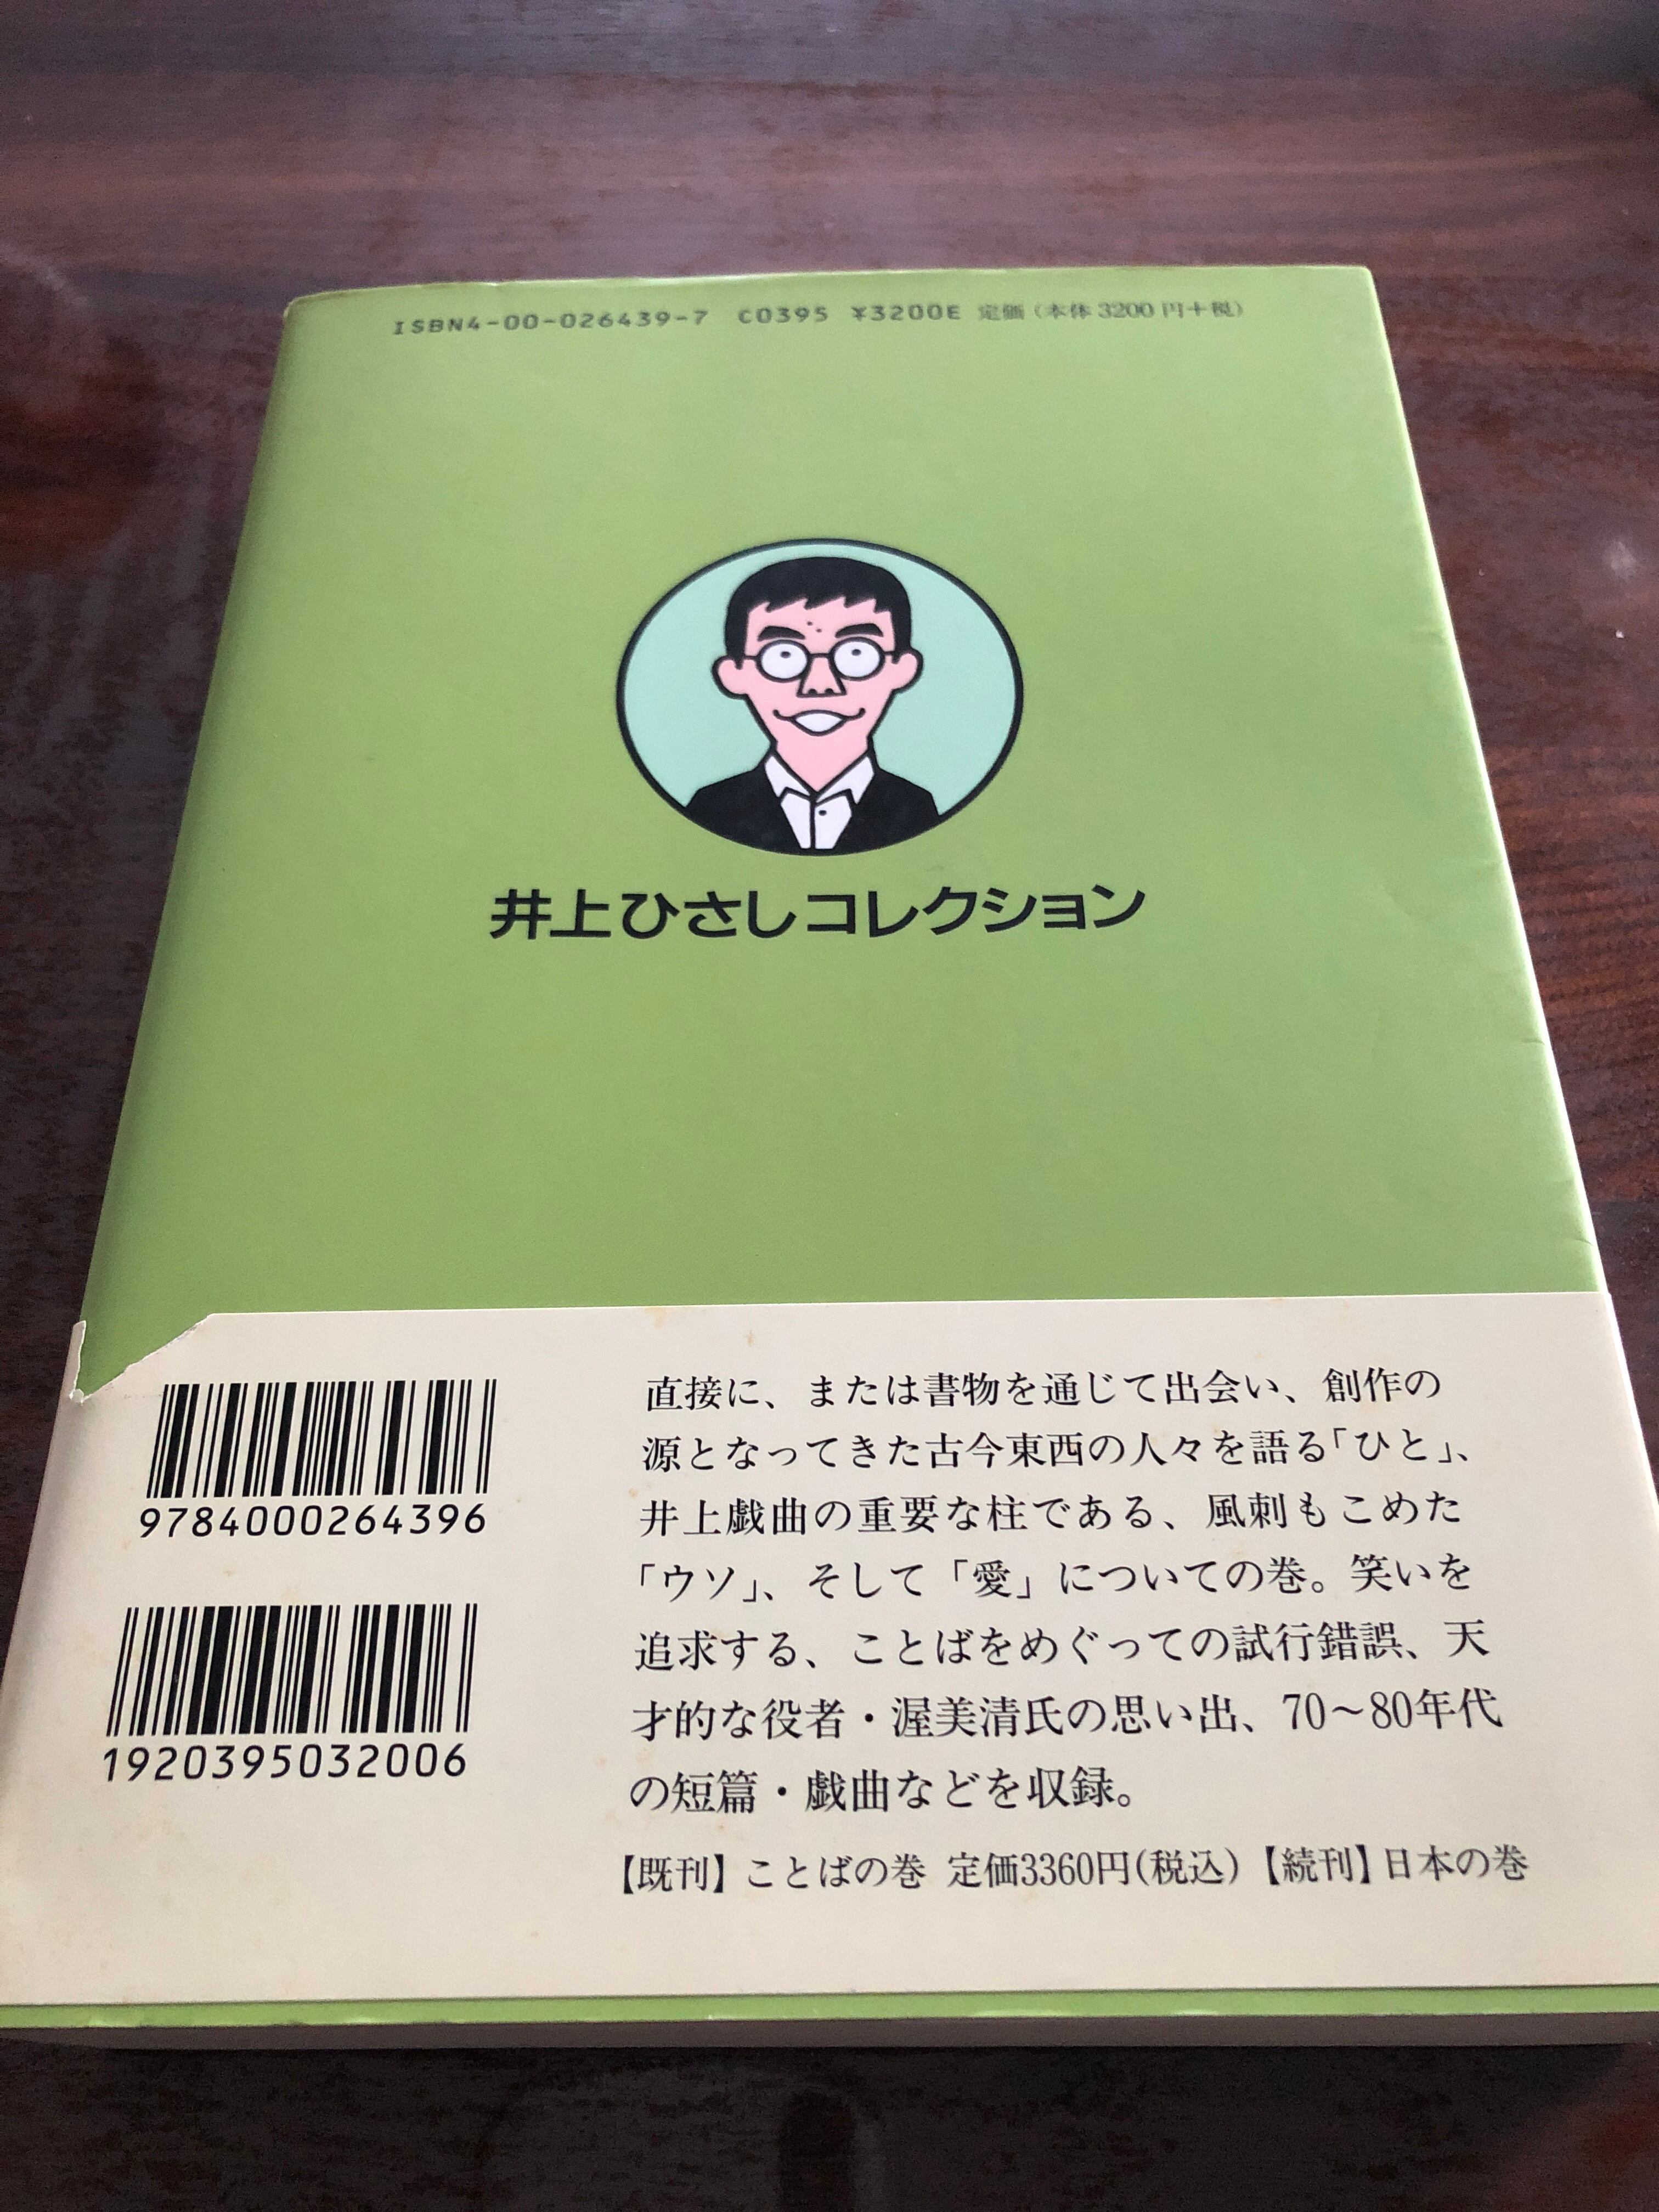 ISBN4-00-026439-7 C0395 ¥3200E 定価（本体3200円＋税）
井上ひさしコレクション
9784000264396
1920395032006
直接に、または書物を通じて出会い、創作の
源となってきた古今東西の人々を語る「ひと」、
井上戯曲の重要な柱である、風刺もこめた
「ウソ」、そして「愛」についての巻。笑いを
追求する、ことばをめぐっての試行錯誤、天
才的な役者・渥美清氏の思い出、70〜80年代
の短篇・戯曲などを収録。
【既刊】ことばの巻 定価3360円(税込)【続刊】日本の巻